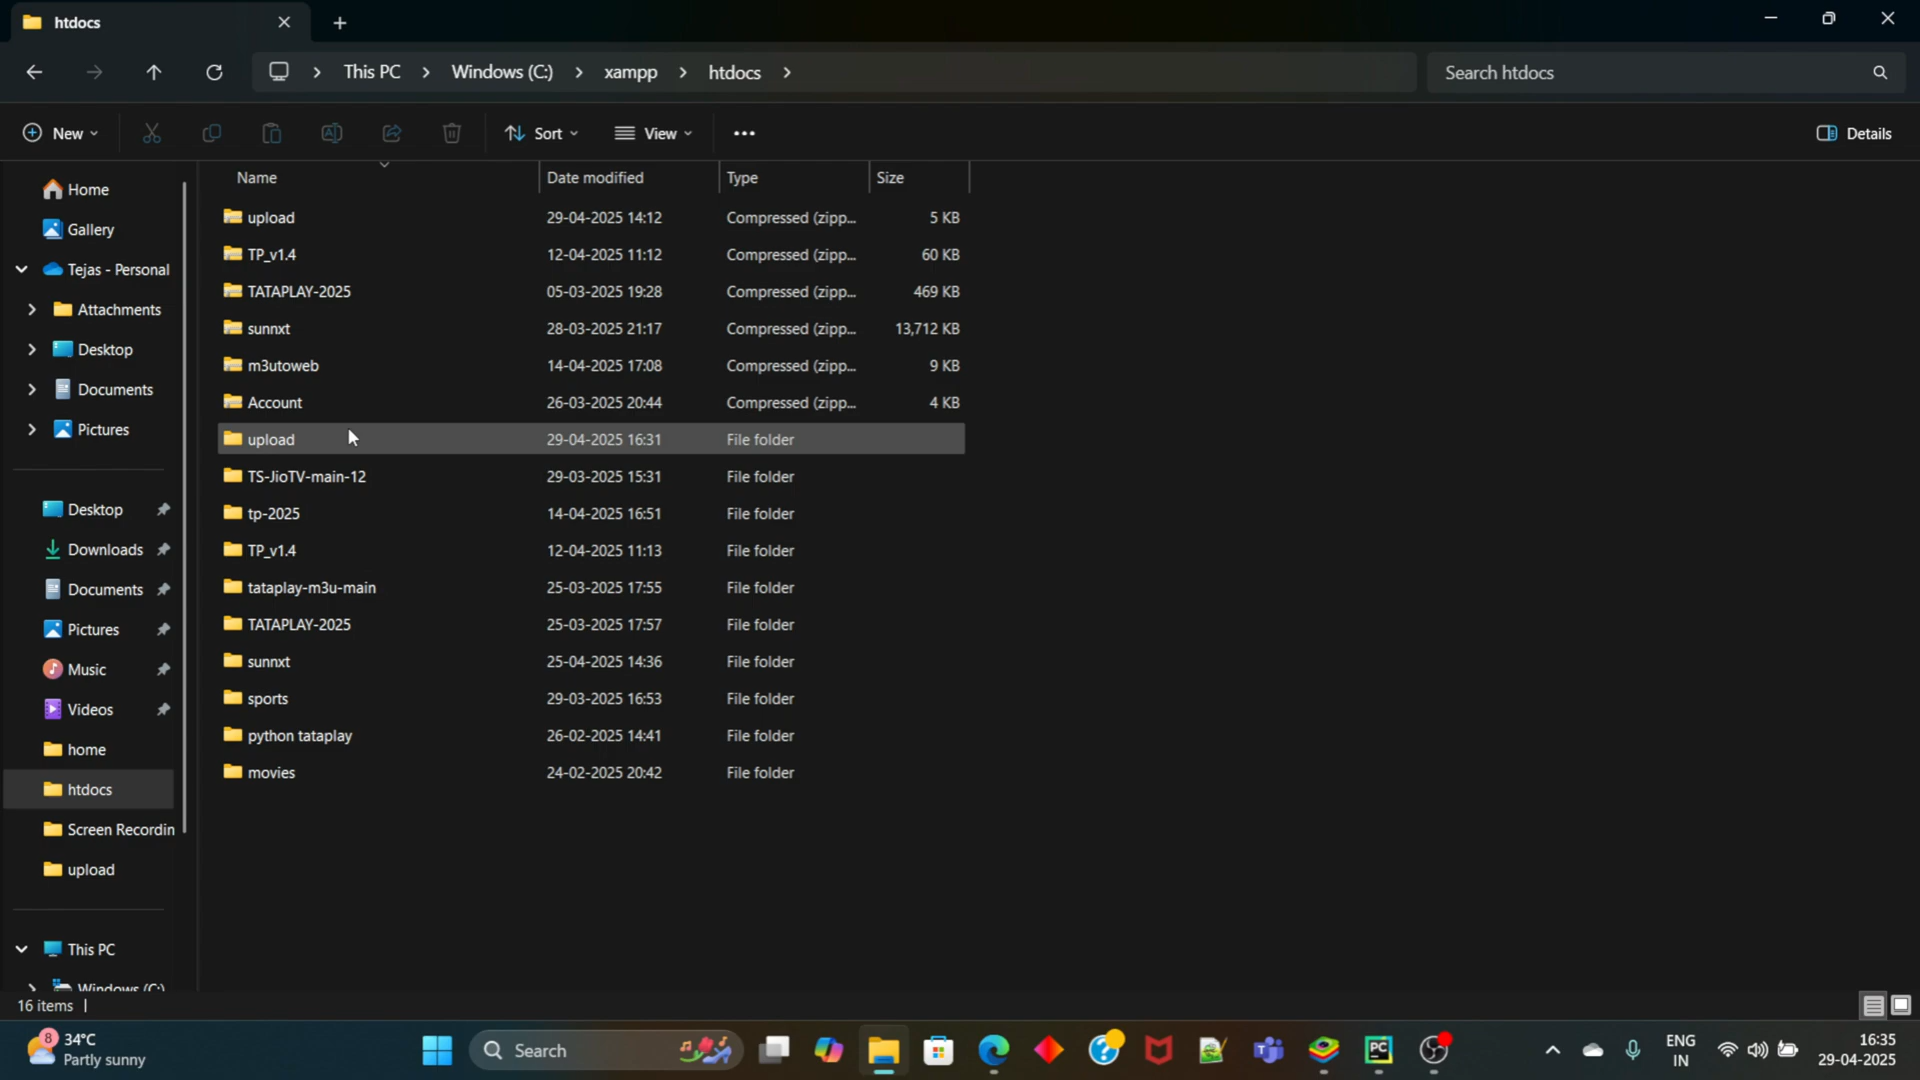 htdocs
This PC > Windows (C:) > xampp > htdocs >
Search htdocs
New
Sort
View
Details
Home
Gallery
Tejas - Personal
Attachments
Desktop
Documents
Pictures
Desktop
Downloads
Documents
Pictures
Music
Videos
home
htdocs
Screen Recordin
upload
This PC
Windows (C:)
Name Date modified Type Size
upload 29-04-2025 14:12 Compressed (zipp... 5 KB
TP_v1.4 12-04-2025 11:12 Compressed (zipp... 60 KB
TATAPLAY-2025 05-03-2025 19:28 Compressed (zipp... 469 KB
sunnxt 28-03-2025 21:17 Compressed (zipp... 13,712 KB
m3utoweb 14-04-2025 17:08 Compressed (zipp... 9 KB
Account 26-03-2025 20:44 Compressed (zipp... 4 KB
upload 29-04-2025 16:31 File folder
TS-JioTV-main-12 29-03-2025 15:31 File folder
tp-2025 14-04-2025 16:51 File folder
TP_v1.4 12-04-2025 11:13 File folder
tataplay-m3u-main 25-03-2025 17:55 File folder
TATAPLAY-2025 25-03-2025 17:57 File folder
sunnxt 25-04-2025 14:36 File folder
sports 29-03-2025 16:53 File folder
python tataplay 26-02-2025 14:41 File folder
movies 24-02-2025 20:42 File folder
16 items
8
34°C
Partly sunny
Search
PC
ENG
IN
16:35
29-04-2025